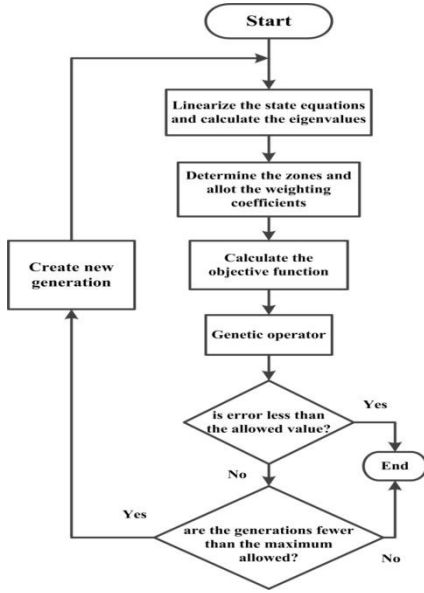 Start
Linearize the state equations
and calculate the eigenvalues
Determine the zones and
allot the weighting
coefficients
Calculate the
objective function
Create new
generation
Genetic operator
is error less than
the allowed value?
Yes
End
No
are the generations fewer
than the maximum
allowed?
Yes
No